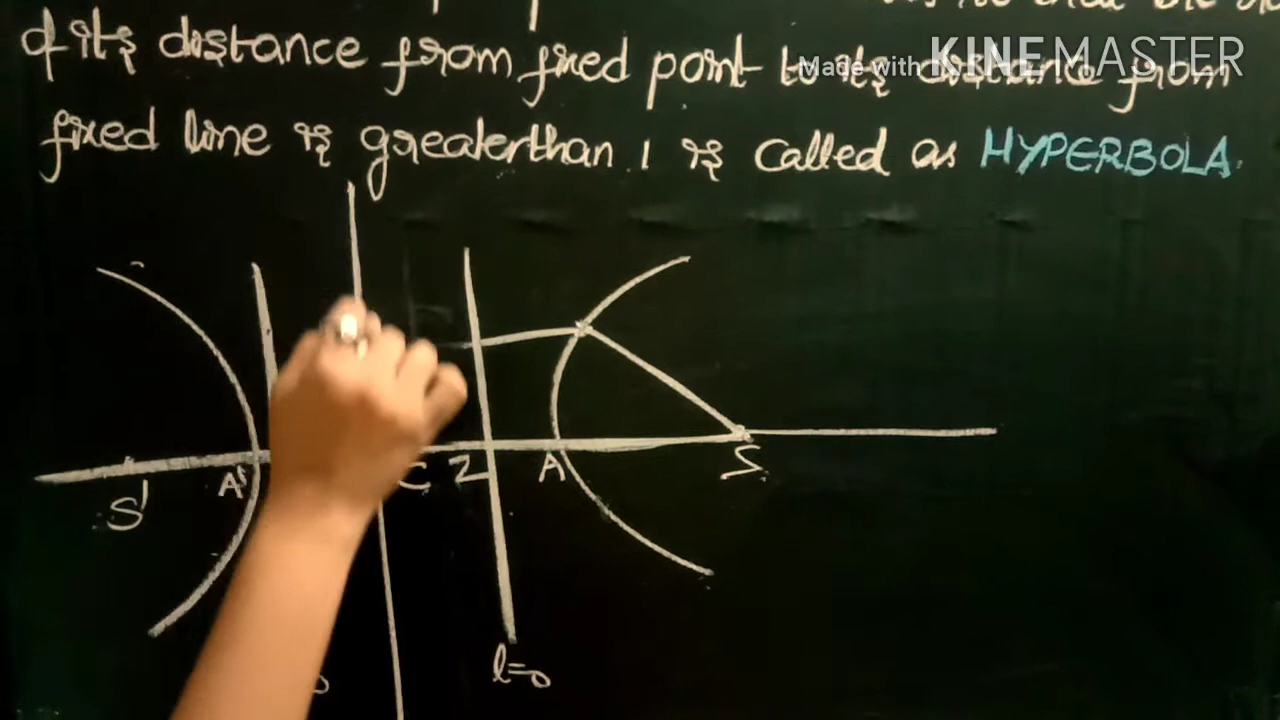 of its distance from fixed point to its distance from
Made with KINEMASTER
fixed line is greaterthan 1 is called as HYPERBOLA
S' A' C Z A S
l=0